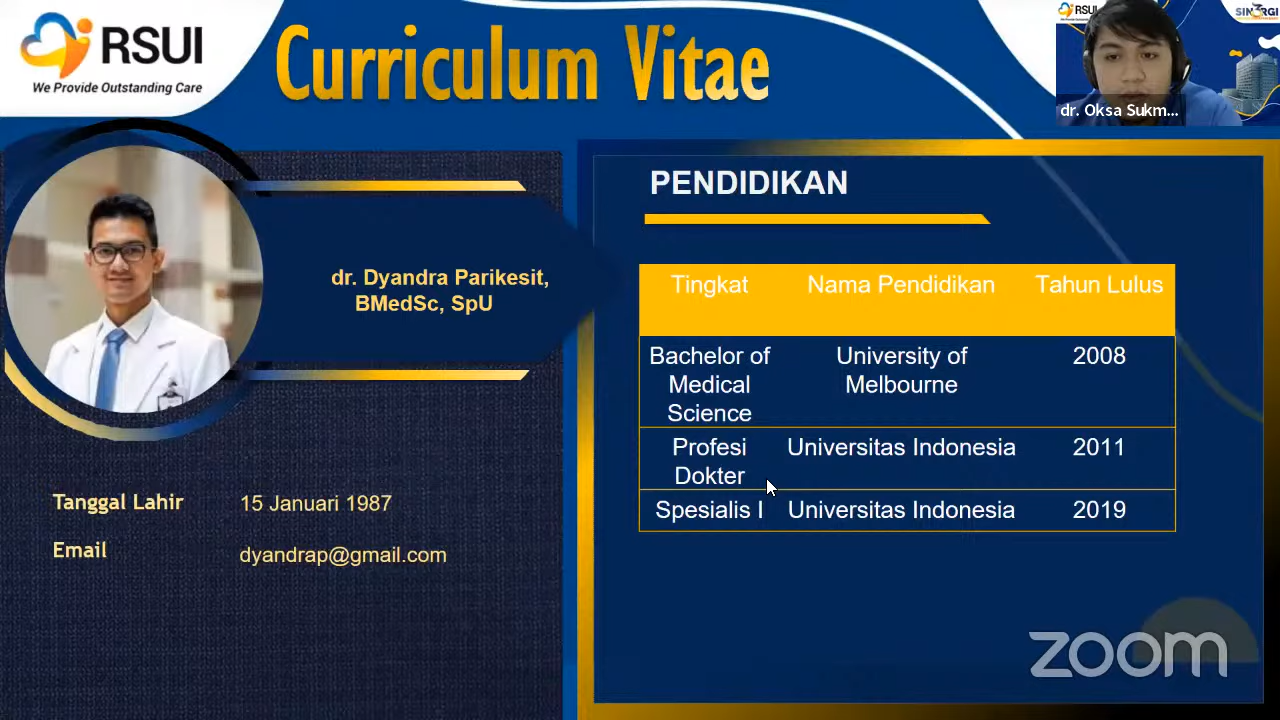 RSUI
We Provide Outstanding Care
Curriculum Vitae
RSUI
SINERGI
dr. Oksa Sukm...
dr. Dyandra Parikesit,
BMedSc, SpU
Tanggal Lahir 15 Januari 1987
Email dyandrap@gmail.com
PENDIDIKAN
Tingkat Nama Pendidikan Tahun Lulus
Bachelor of University of 2008
Medical Melbourne
Science
Profesi Universitas Indonesia 2011
Dokter
Spesialis I Universitas Indonesia 2019
zoom